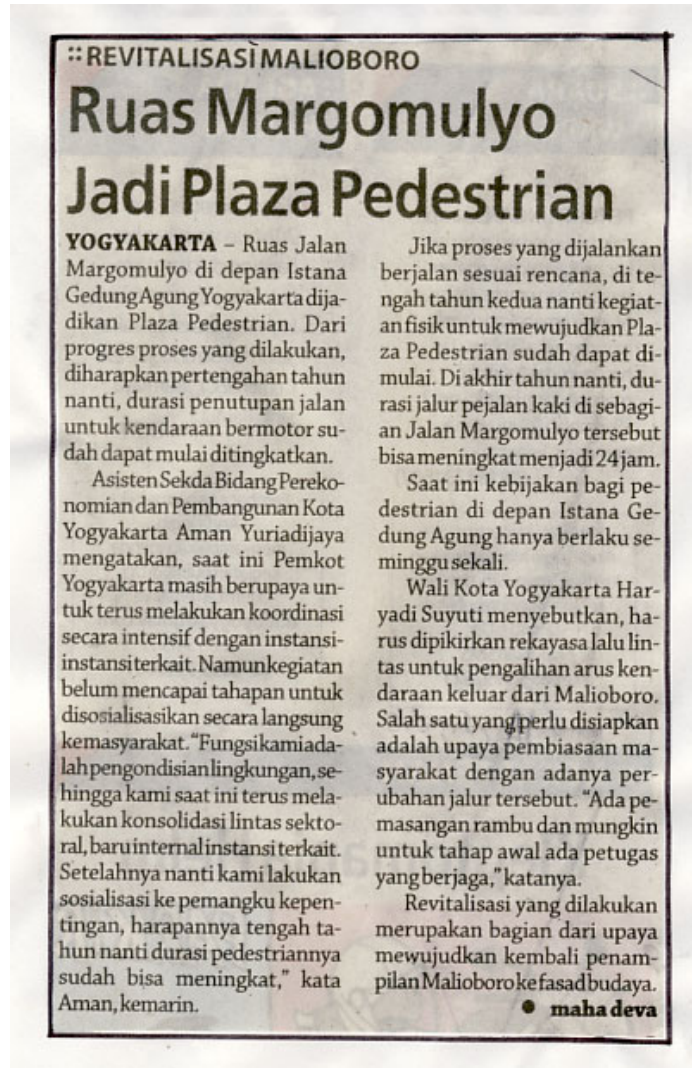 ::REVITALISASI MALIOBORO
Ruas Margomulyo
Jadi Plaza Pedestrian
YOGYAKARTA – Ruas Jalan
Margomulyo di depan Istana
Gedung Agung Yogyakarta dija-
dikan Plaza Pedestrian. Dari
progres proses yang dilakukan,
diharapkan pertengahan tahun
nanti, durasi penutupan jalan
untuk kendaraan bermotor su-
dah dapat mulai ditingkatkan.
Asisten Sekda Bidang Pereko-
nomian dan Pembangunan Kota
Yogyakarta Aman Yuriadijaya
mengatakan, saat ini Pemkot
Yogyakarta masih berupaya un-
tuk terus melakukan koordinasi
secara intensif dengan instansi-
instansi terkait. Namun kegiatan
belum mencapai tahapan untuk
disosialisasikan secara langsung
kemasyarakat. “Fungsi kami ada-
lah pengondisian lingkungan, se-
hingga kami saat ini terus mela-
kukan konsolidasi lintas sekto-
ral, baru internal instansi terkait.
Setelahnya nanti kami lakukan
sosialisasi ke pemangku kepen-
tingan, harapannya tengah ta-
hun nanti durasi pedestriannya
sudah bisa meningkat,” kata
Aman, kemarin.
Jika proses yang dijalankan
berjalan sesuai rencana, di te-
ngah tahun kedua nanti kegiat-
an fisik untuk mewujudkan Pla-
za Pedestrian sudah dapat di-
mulai. Di akhir tahun nanti, du-
rasi jalur pejalan kaki di sebagi-
an Jalan Margomulyo tersebut
bisa meningkat menjadi 24 jam.
Saat ini kebijakan bagi pe-
destrian di depan Istana Ge-
dung Agung hanya berlaku se-
minggu sekali.
Wali Kota Yogyakarta Har-
yadi Suyuti menyebutkan, ha-
rus dipikirkan rekayasa lalu lin-
tas untuk pengalihan arus ken-
daraan keluar dari Malioboro.
Salah satu yang perlu disiapkan
adalah upaya pembiasaan ma-
syarakat dengan adanya per-
ubahan jalur tersebut. “Ada pe-
masangan rambu dan mungkin
untuk tahap awal ada petugas
yang berjaga,” katanya.
Revitalisasi yang dilakukan
merupakan bagian dari upaya
mewujudkan kembali penam-
pilan Malioboro ke fasad budaya.
● maha deva